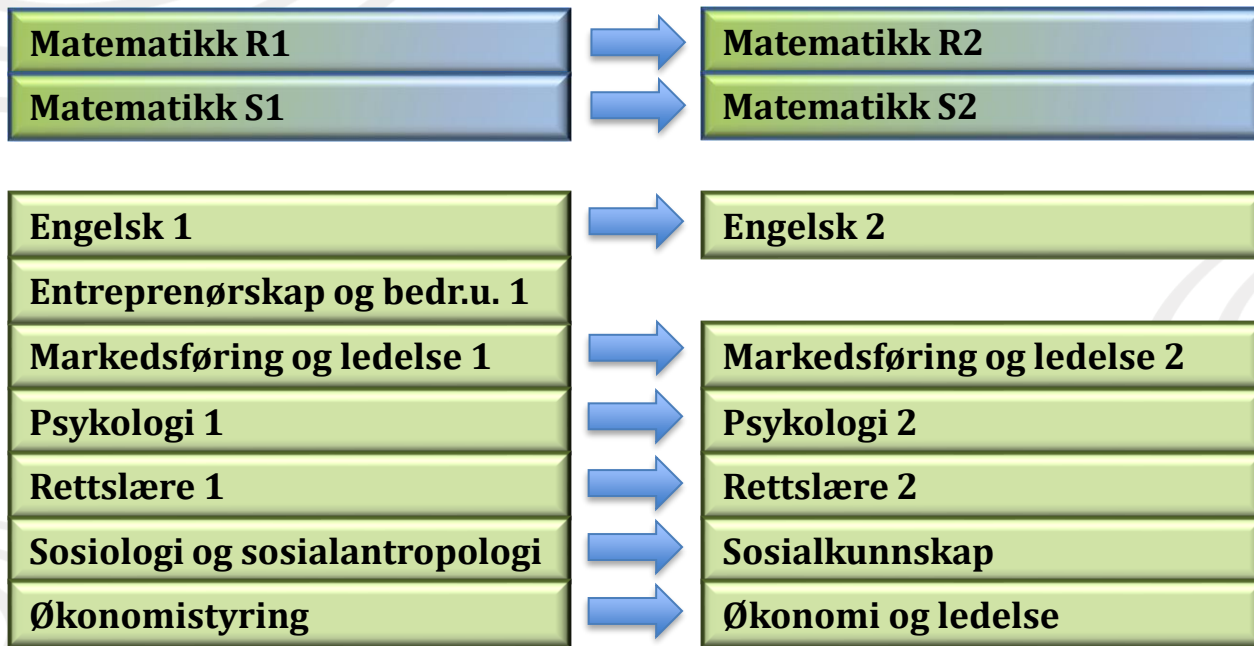 Matematikk R1
Matematikk R2
Matematikk S1
Matematikk S2
Engelsk 1
Engelsk 2
Entreprenørskap og bedr.u. 1
Markedsføring og ledelse 1
Markedsføring og ledelse 2
Psykologi 1
Psykologi 2
Rettslære 1
Rettslære 2
Sosiologi og sosialantropologi
Sosialkunnskap
Økonomistyring
Økonomi og ledelse